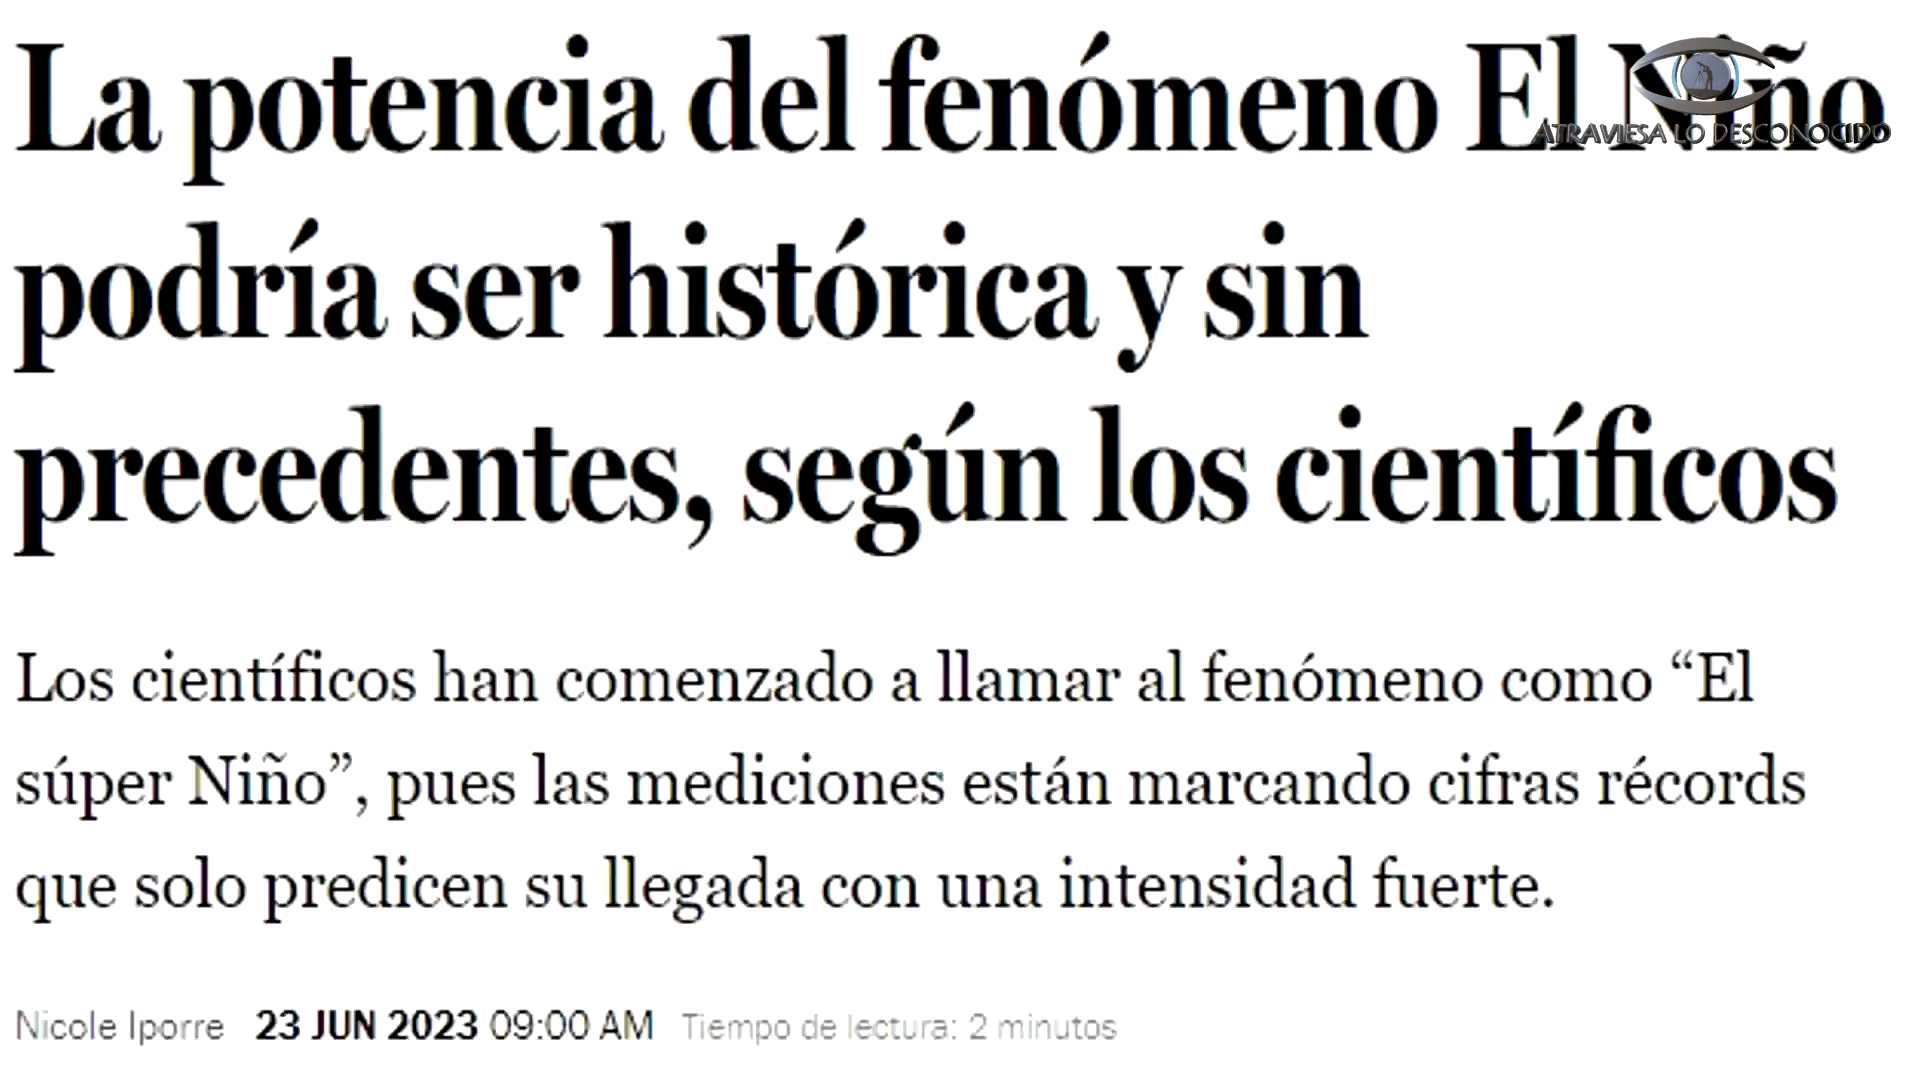 La potencia del fenómeno El Niño
ATRAVIESA LO DESCONOCIDO
podría ser histórica y sin
precedentes, según los científicos
Los científicos han comenzado a llamar al fenómeno como “El
súper Niño”, pues las mediciones están marcando cifras récords
que solo predicen su llegada con una intensidad fuerte.
Nicole Iporre 23 JUN 2023 09:00 AM Tiempo de lectura: 2 minutos